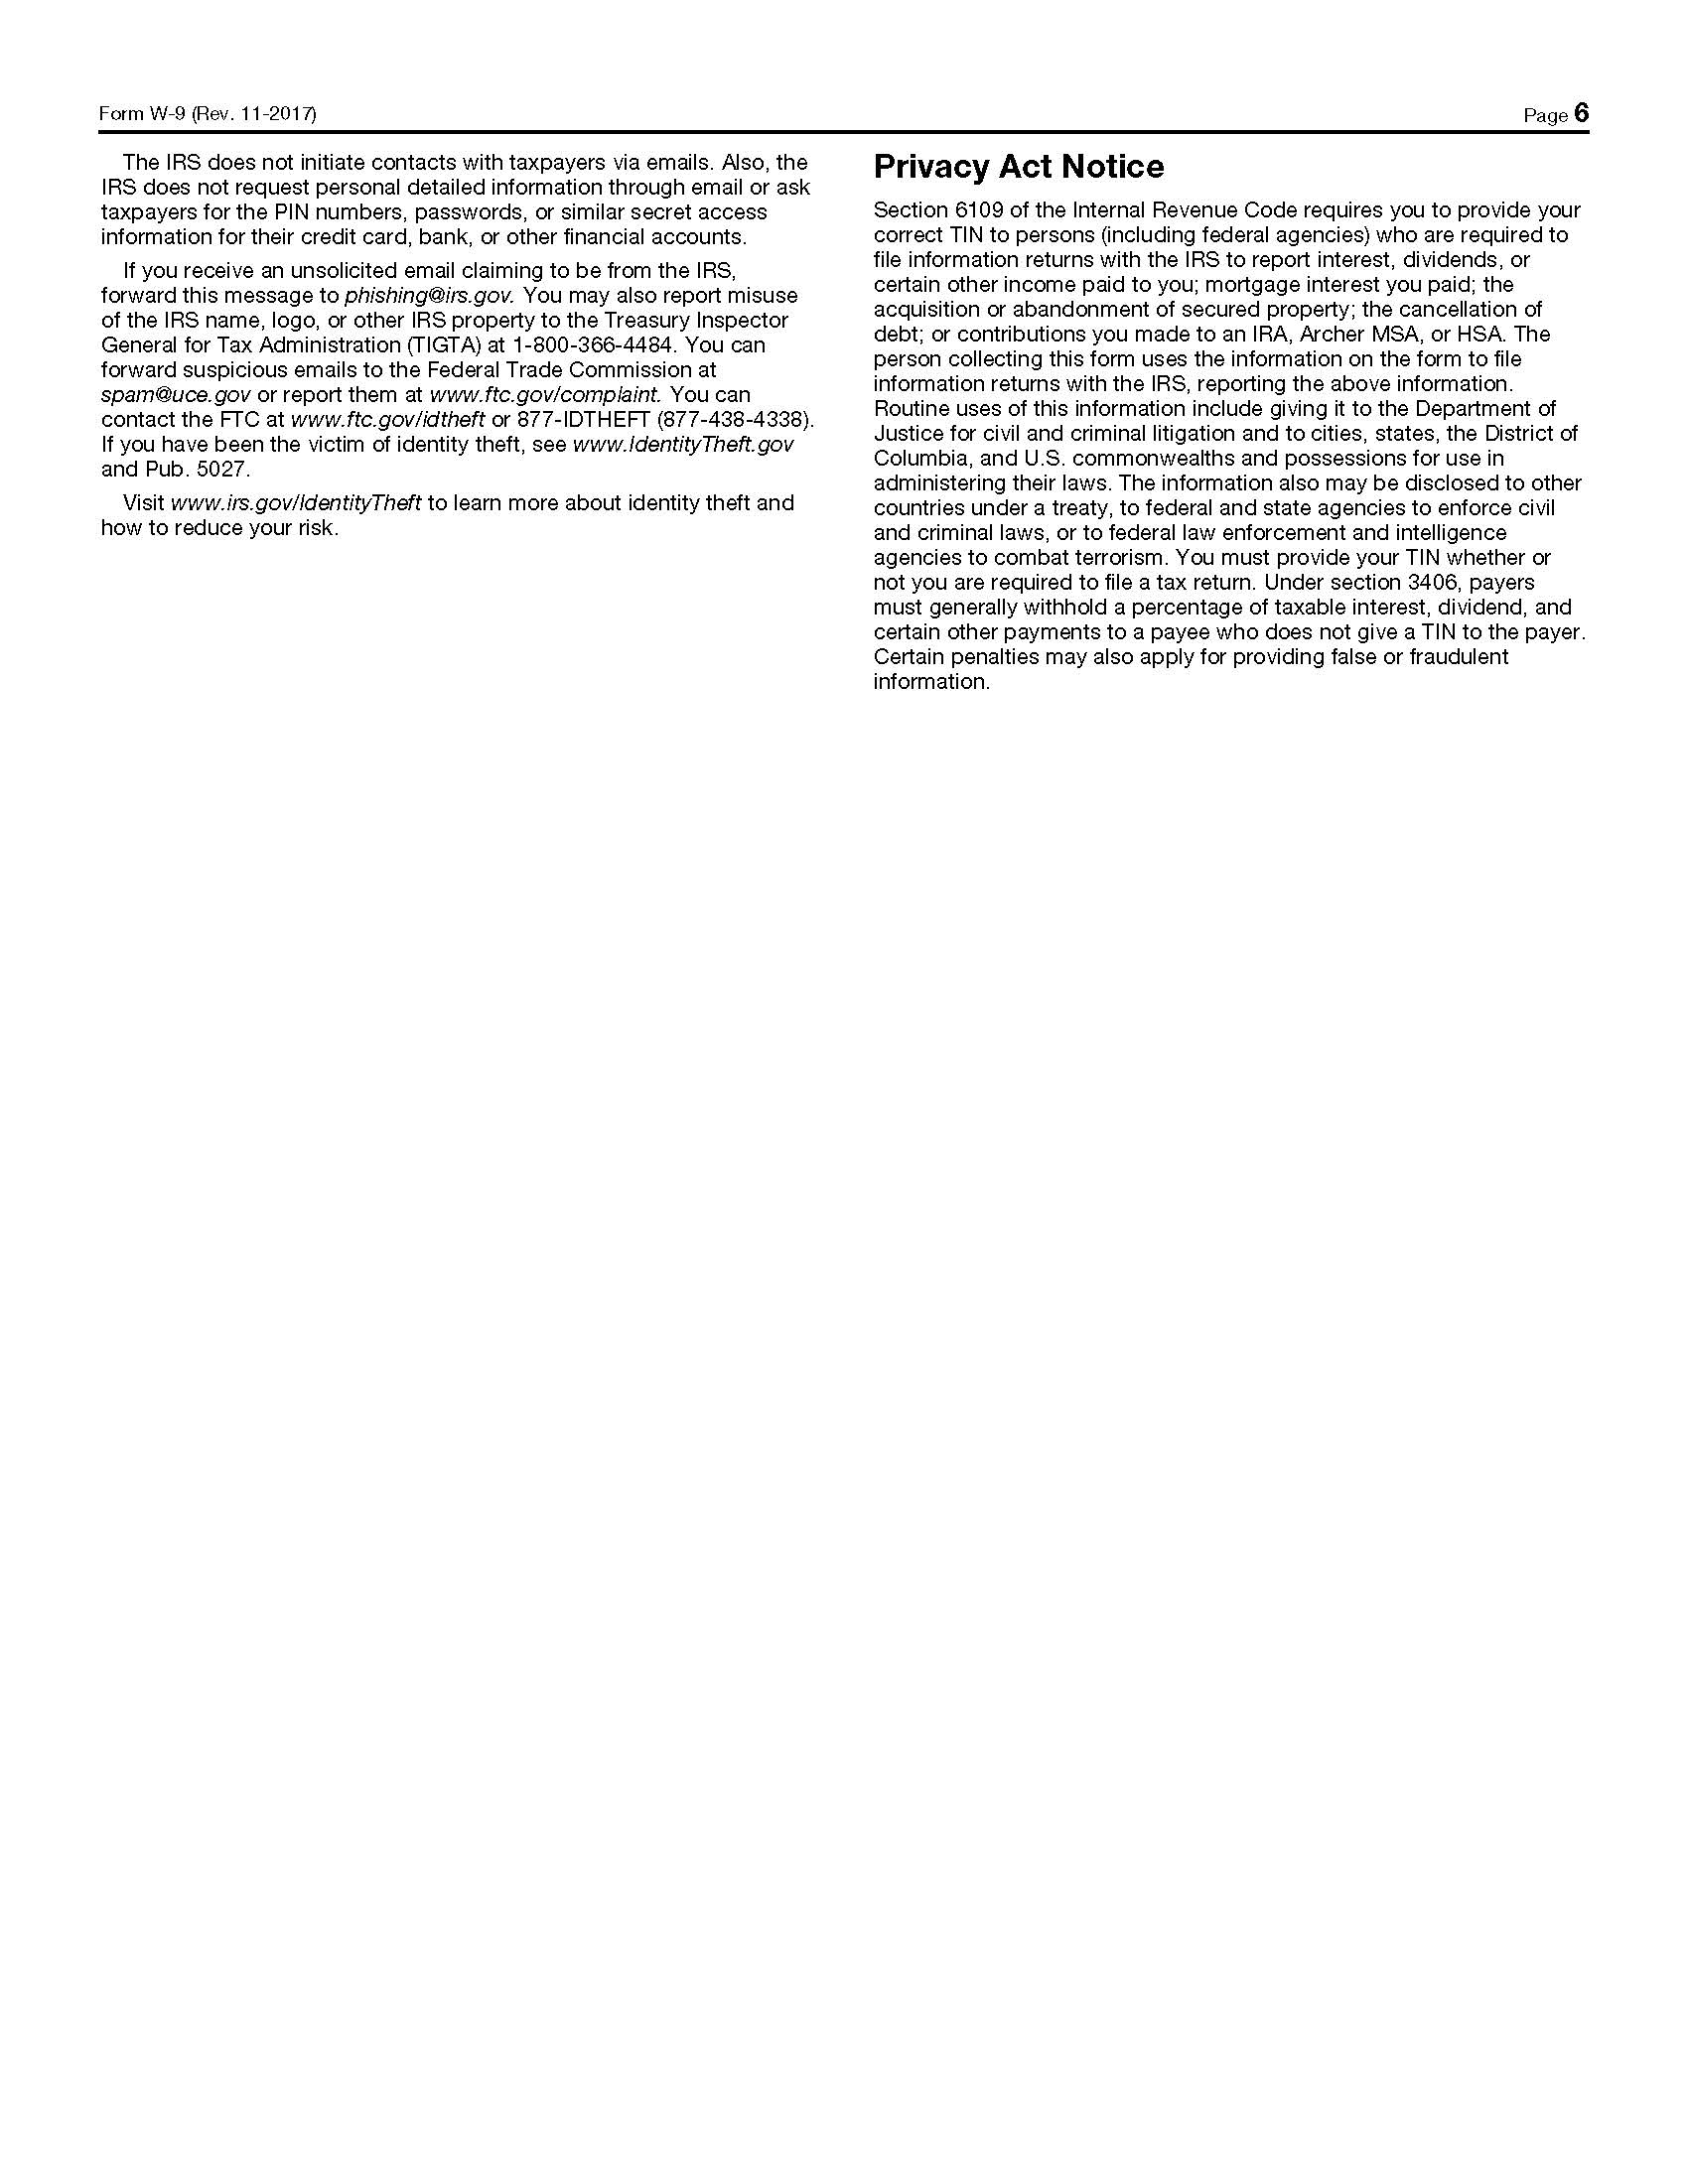 Form W-9 (Rev. 11-2017)
Page 6
The IRS does not initiate contacts with taxpayers via emails. Also, the
IRS does not request personal detailed information through email or ask
taxpayers for the PIN numbers, passwords, or similar secret access
information for their credit card, bank, or other financial accounts.
If you receive an unsolicited email claiming to be from the IRS,
forward this message to phishing@irs.gov. You may also report misuse
of the IRS name, logo, or other IRS property to the Treasury Inspector
General for Tax Administration (TIGTA) at 1-800-366-4484. You can
forward suspicious emails to the Federal Trade Commission at
spam@uce.gov or report them at www.ftc.gov/complaint. You can
contact the FTC at www.ftc.gov/idtheft or 877-IDTHEFT (877-438-4338).
If you have been the victim of identity theft, see www.IdentityTheft.gov
and Pub. 5027.
Visit www.irs.gov/IdentityTheft to learn more about identity theft and
how to reduce your risk.
Privacy Act Notice
Section 6109 of the Internal Revenue Code requires you to provide your
correct TIN to persons (including federal agencies) who are required to
file information returns with the IRS to report interest, dividends, or
certain other income paid to you; mortgage interest you paid; the
acquisition or abandonment of secured property; the cancellation of
debt; or contributions you made to an IRA, Archer MSA, or HSA. The
person collecting this form uses the information on the form to file
information returns with the IRS, reporting the above information.
Routine uses of this information include giving it to the Department of
Justice for civil and criminal litigation and to cities, states, the District of
Columbia, and U.S. commonwealths and possessions for use in
administering their laws. The information also may be disclosed to other
countries under a treaty, to federal and state agencies to enforce civil
and criminal laws, or to federal law enforcement and intelligence
agencies to combat terrorism. You must provide your TIN whether or
not you are required to file a tax return. Under section 3406, payers
must generally withhold a percentage of taxable interest, dividend, and
certain other payments to a payee who does not give a TIN to the payer.
Certain penalties may also apply for providing false or fraudulent
information.